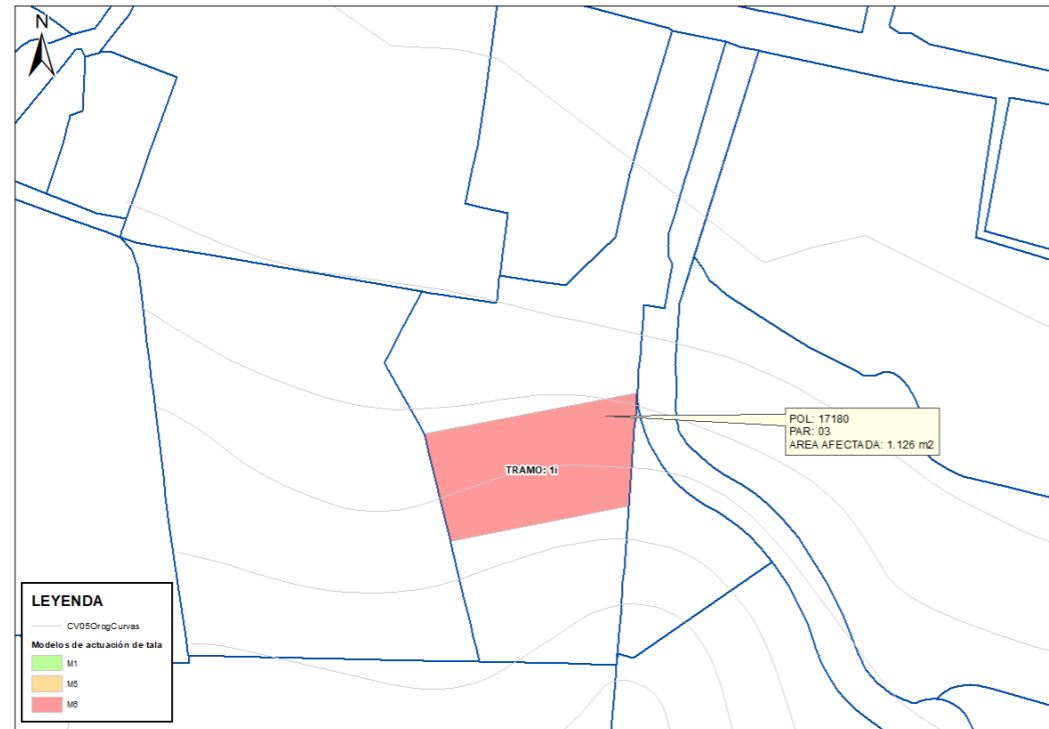 N
POL: 17180
PAR: 03
AREA AFECTADA: 1.126 m2
TRAMO: 1i
LEYENDA
CV05OrogCurvas
Modelos de actuación de tala
M1
M5
M6